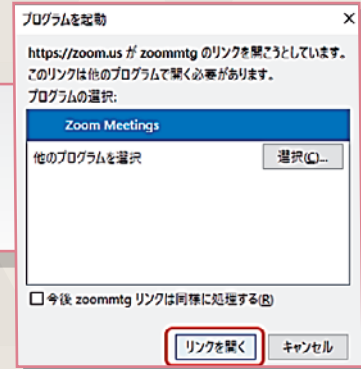 プログラムを起動
https://zoom.us が zoommtg のリンクを開こうとしています。
このリンクは他のプログラムで開く必要があります。
プログラムの選択:
Zoom Meetings
他のプログラムを選択 選択(C)...
今後 zoommtg リンクは同様に処理する(R)
リンクを開く キャンセル